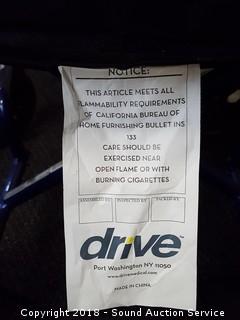 NOTICE:
THIS ARTICLE MEETS ALL
FLAMMABILITY REQUIREMENTS
OF CALIFORNIA BUREAU OF
HOME FURNISHING BULLET INS
133
CARE SHOULD BE
EXERCISED NEAR
OPEN FLAME OR WITH
BURNING CIGARETTES
ASSEMBLED BY: INSPECTED BY: PACKED BY:
drive™
Port Washington NY 11050
www.drivemedical.com
MADE IN CHINA
Copyright 2018 - Sound Auction Service